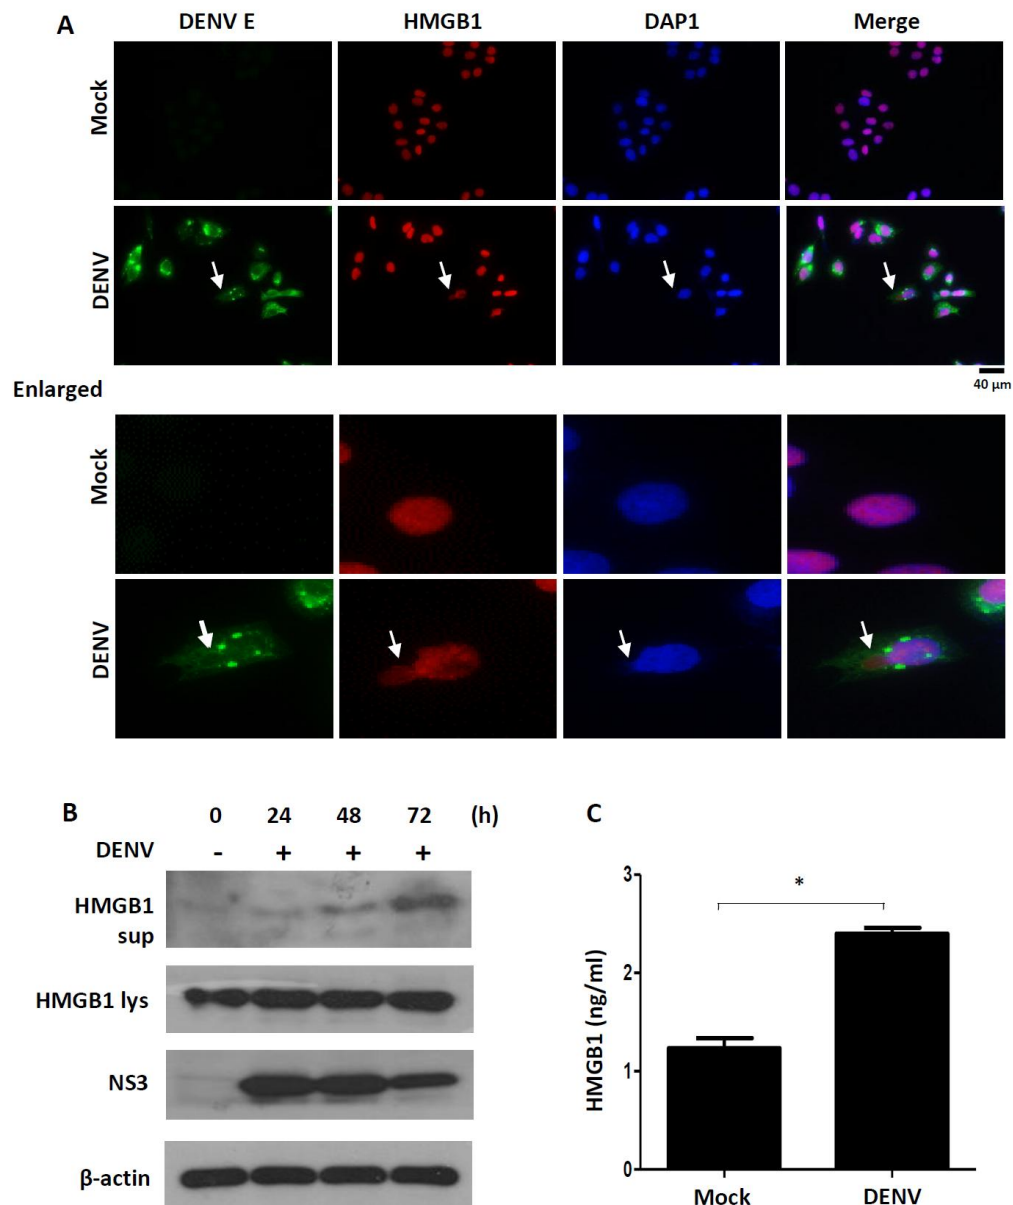 A
DENV E HMGB1 DAP1 Merge
Mock
DENV
40 µm
Enlarged
Mock
DENV
B
0 24 48 72 (h)
DENV - + + +
HMGB1
sup
HMGB1 lys
NS3
β-actin
C
HMGB1 (ng/ml)
3
2
1
0
*
Mock DENV